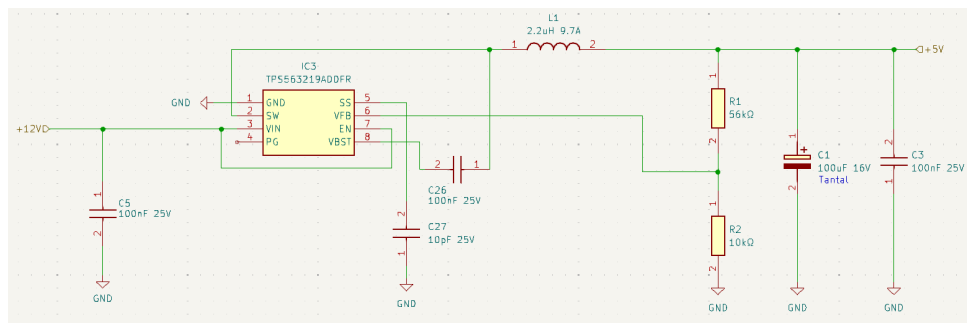 L1
2.2uH 9.7A
1
2
+5V
IC3
TPS563219ADDFR
GND
1
GND
SS
5
2
SW
VFB
6
+12V
3
VIN
EN
7
4
PG
VBST
8
1
R1
56kΩ
2
1
+
C1
100uF 16V
Tantal
2
2
C3
100nF 25V
1
2
1
C26
100nF 25V
1
C5
100nF 25V
2
2
C27
10pF 25V
1
1
R2
10kΩ
2
GND
GND
GND
GND
GND